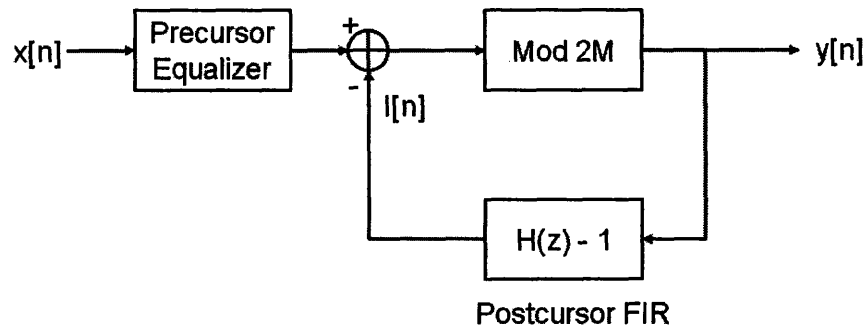 x[n]
Precursor
Equalizer
+
-
I[n]
Mod 2M
y[n]
H(z) - 1
Postcursor FIR